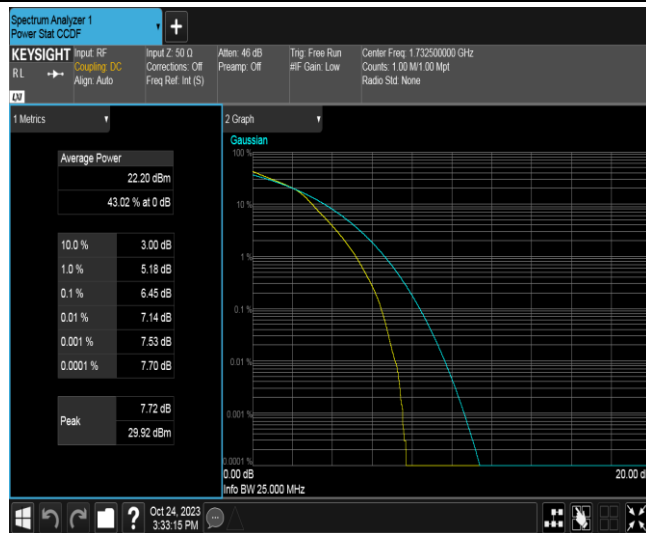 Spectrum Analyzer 1
Power Stat CCDF
+
KEYSIGHT
RL
Input: RF
Coupling: DC
Align: Auto
Input Z: 50 Ω
Corrections: Off
Freq Ref: Int (S)
Atten: 46 dB
Preamp: Off
Trig: Free Run
#IF Gain: Low
Center Freq: 1.732500000 GHz
Counts: 1.00 M/1.00 Mpt
Radio Std: None
1 Metrics
Average Power
22.20 dBm
43.02 % at 0 dB
10.0 % 3.00 dB
1.0 % 5.18 dB
0.1 % 6.45 dB
0.01 % 7.14 dB
0.001 % 7.53 dB
0.0001 % 7.70 dB
Peak
7.72 dB
29.92 dBm
2 Graph
Gaussian
100 %
10 %
1 %
0.1 %
0.01 %
0.001 %
0.0001 %
0.00 dB
20.00 d
Info BW 25.000 MHz
?
Oct 24, 2023
3:33:15 PM